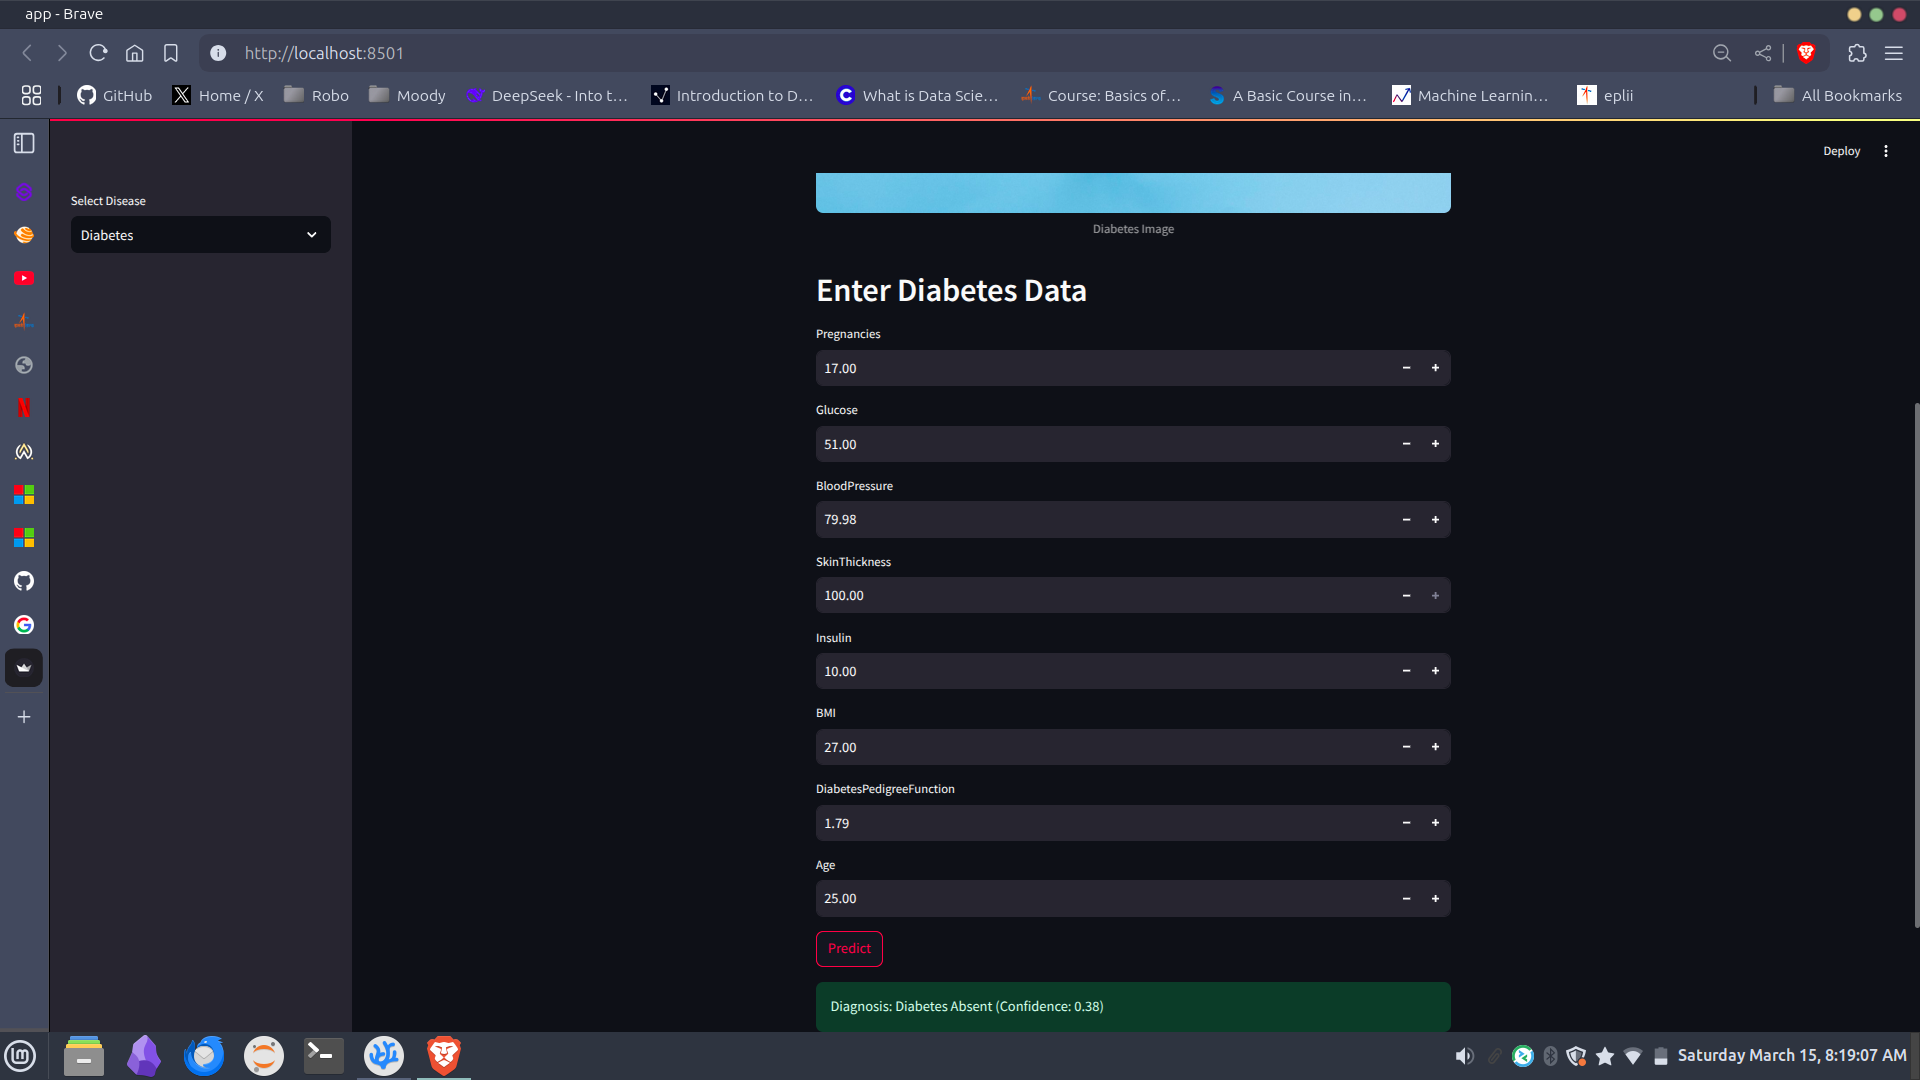 app - Brave
http://localhost:8501
GitHub
Home / X
Robo
Moody
DeepSeek - Into t...
Introduction to D...
What is Data Scie...
Course: Basics of...
A Basic Course in...
Machine Learnin...
eplii
All Bookmarks
Deploy
Select Disease
Diabetes
Diabetes Image
Enter Diabetes Data
Pregnancies
17.00
Glucose
51.00
BloodPressure
79.98
SkinThickness
100.00
Insulin
10.00
BMI
27.00
DiabetesPedigreeFunction
1.79
Age
25.00
Predict
Diagnosis: Diabetes Absent (Confidence: 0.38)
Saturday March 15, 8:19:07 AM